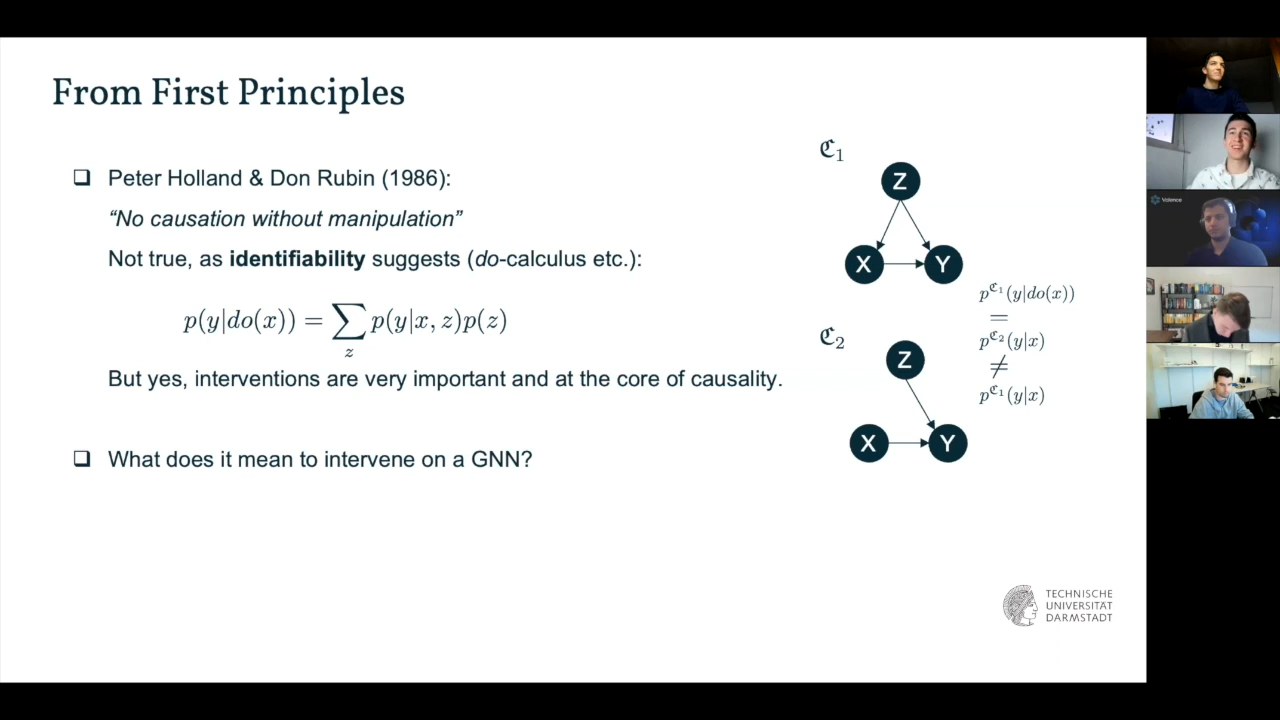 From First Principles
❑ Peter Holland & Don Rubin (1986):
“No causation without manipulation”
Not true, as identifiability suggests (do-calculus etc.):
p(y|do(x)) = ∑_z p(y|x, z)p(z)
But yes, interventions are very important and at the core of causality.
❑ What does it mean to intervene on a GNN?
ℭ₁
Z
X
Y
ℭ₂
Z
X
Y
p^ℭ₁(y|do(x))
=
p^ℭ₂(y|x)
≠
p^ℭ₁(y|x)
TECHNISCHE
UNIVERSITÄT
DARMSTADT
Valence